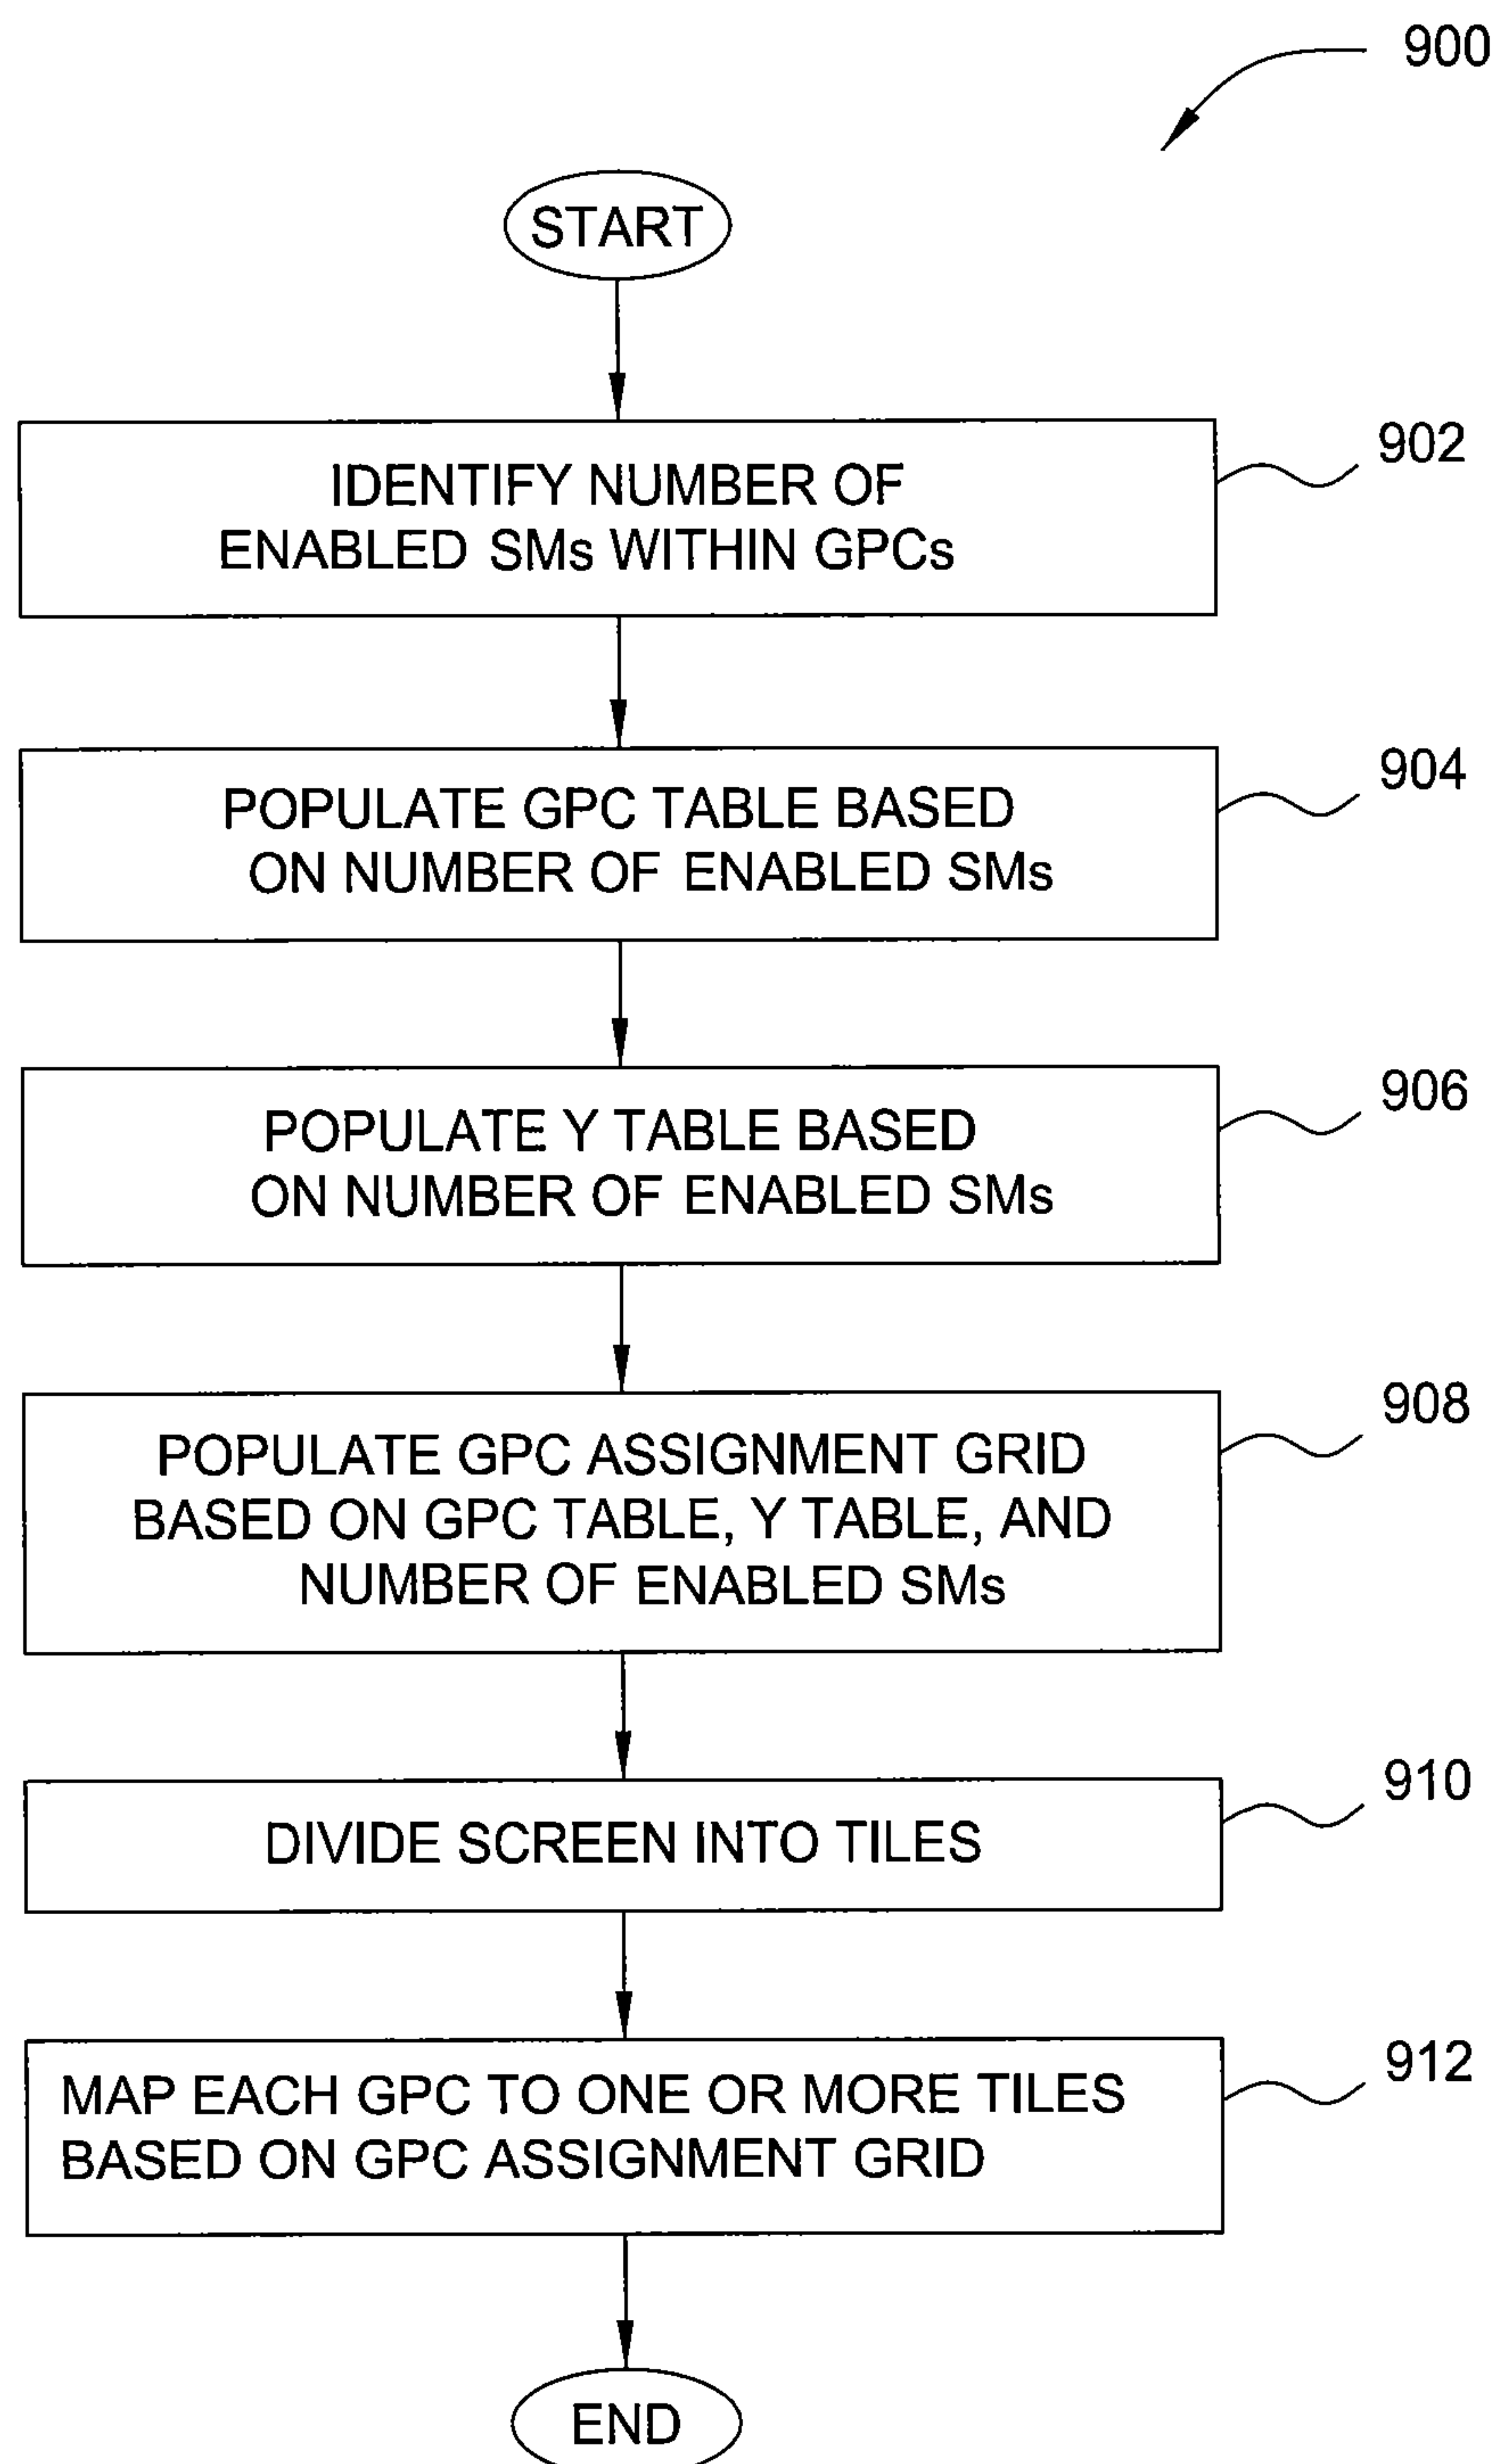 900
START
IDENTIFY NUMBER OF
ENABLED SMs WITHIN GPCs
902
POPULATE GPC TABLE BASED
ON NUMBER OF ENABLED SMs
904
POPULATE Y TABLE BASED
ON NUMBER OF ENABLED SMs
906
POPULATE GPC ASSIGNMENT GRID
BASED ON GPC TABLE, Y TABLE, AND
NUMBER OF ENABLED SMs
908
DIVIDE SCREEN INTO TILES
910
MAP EACH GPC TO ONE OR MORE TILES
BASED ON GPC ASSIGNMENT GRID
912
END